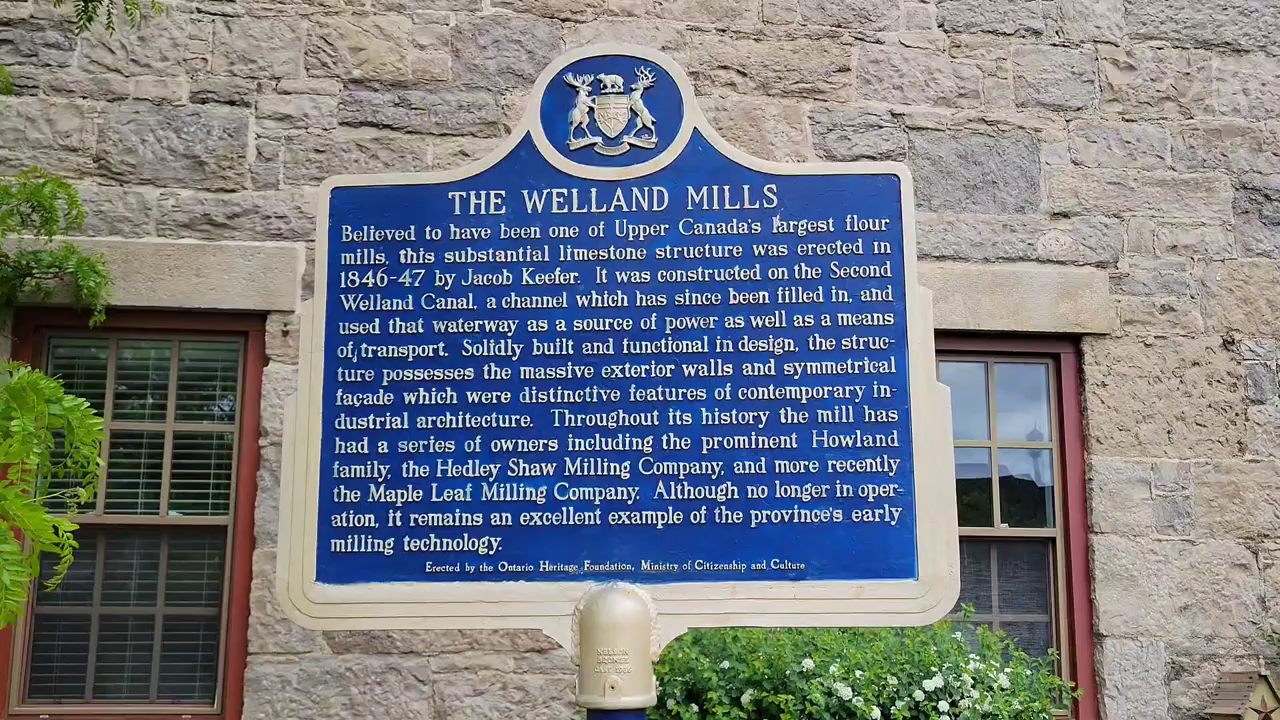 THE WELLAND MILLS
Believed to have been one of Upper Canada's largest flour
mills, this substantial limestone structure was erected in
1846-47 by Jacob Keefer. It was constructed on the Second
Welland Canal, a channel which has since been filled in, and
used that waterway as a source of power as well as a means
of transport. Solidly built and functional in design, the struc-
ture possesses the massive exterior walls and symmetrical
façade which were distinctive features of contemporary in-
dustrial architecture. Throughout its history the mill has
had a series of owners including the prominent Howland
family, the Hedley Shaw Milling Company, and more recently
the Maple Leaf Milling Company. Although no longer in oper-
ation, it remains an excellent example of the province's early
milling technology.
Erected by the Ontario Heritage Foundation, Ministry of Citizenship and Culture
NELSON
BRONZE